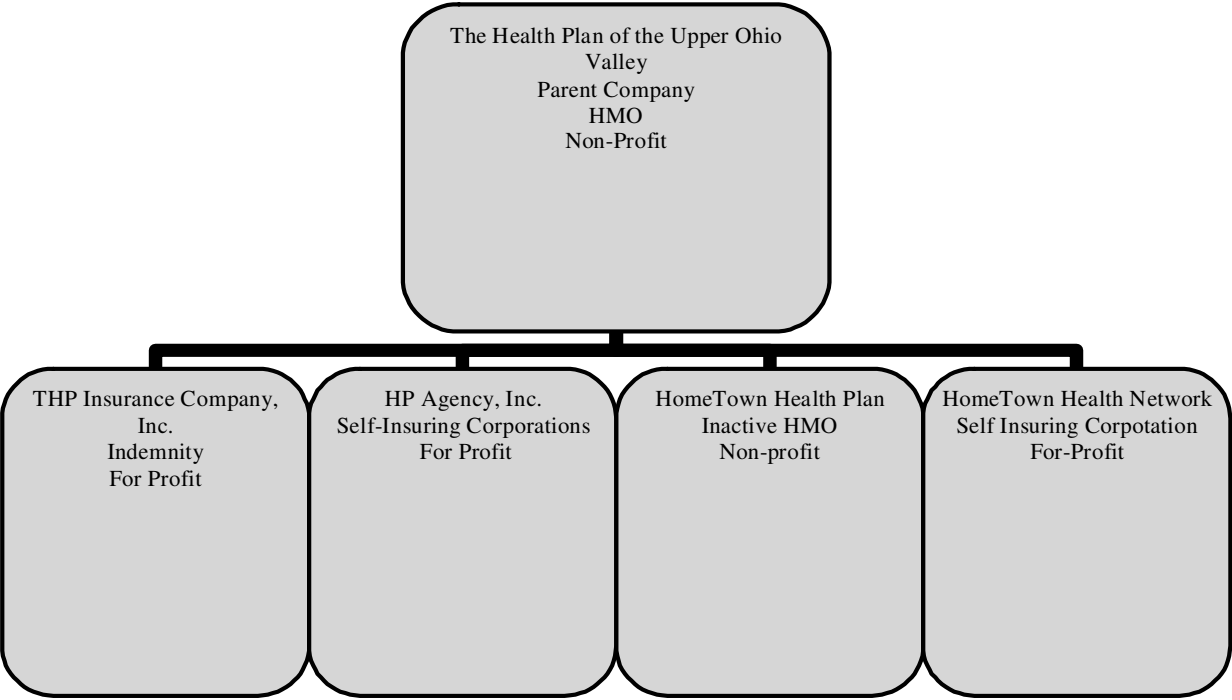 The Health Plan of the Upper Ohio
Valley
Parent Company
HMO
Non-Profit
THP Insurance Company,
Inc.
Indemnity
For Profit
HP Agency, Inc.
Self-Insuring Corporations
For Profit
HomeTown Health Plan
Inactive HMO
Non-profit
HomeTown Health Network
Self Insuring Corpotation
For-Profit